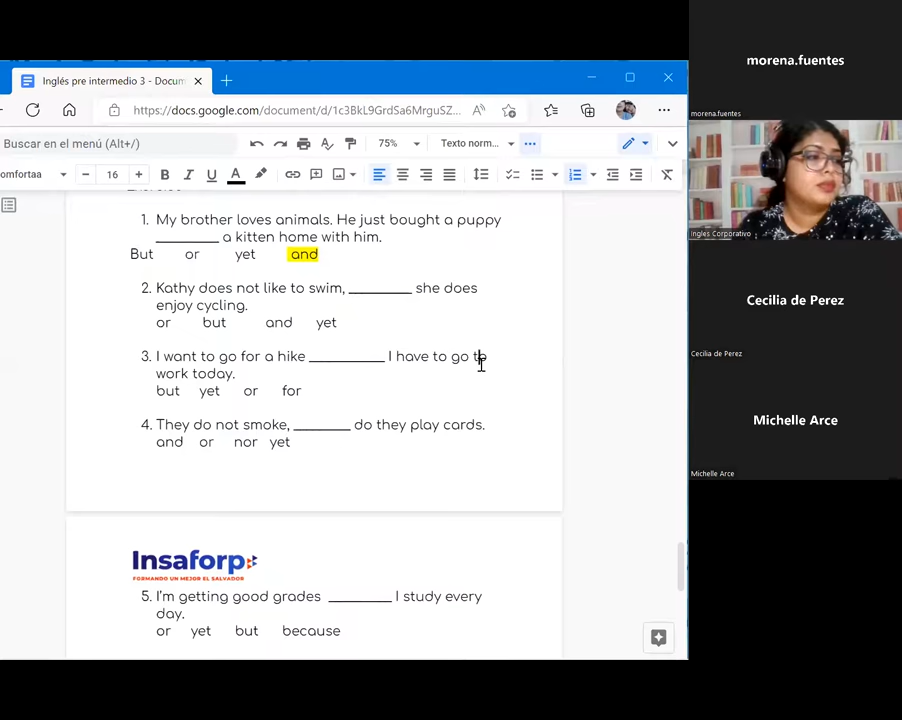 morena.fuentes
Inglés pre intermedio 3 - Docum
https://docs.google.com/document/d/1c3BkL9GrdSa6MrguSZ...
morena.fuentes
Buscar en el menú (Alt+/)
75%
Texto norm...
omfortaa
16
1. My brother loves animals. He just bought a puppy
_________ a kitten home with him.
But or yet and
Ingles Corporativo
2. Kathy does not like to swim, _________ she does
enjoy cycling.
or but and yet
Cecilia de Perez
Cecilia de Perez
3. I want to go for a hike ___________ I have to go to
work today.
but yet or for
4. They do not smoke, ________ do they play cards.
and or nor yet
Michelle Arce
Michelle Arce
Insaforp
FORMANDO UN MEJOR EL SALVADOR
5. I'm getting good grades _________ I study every
day.
or yet but because